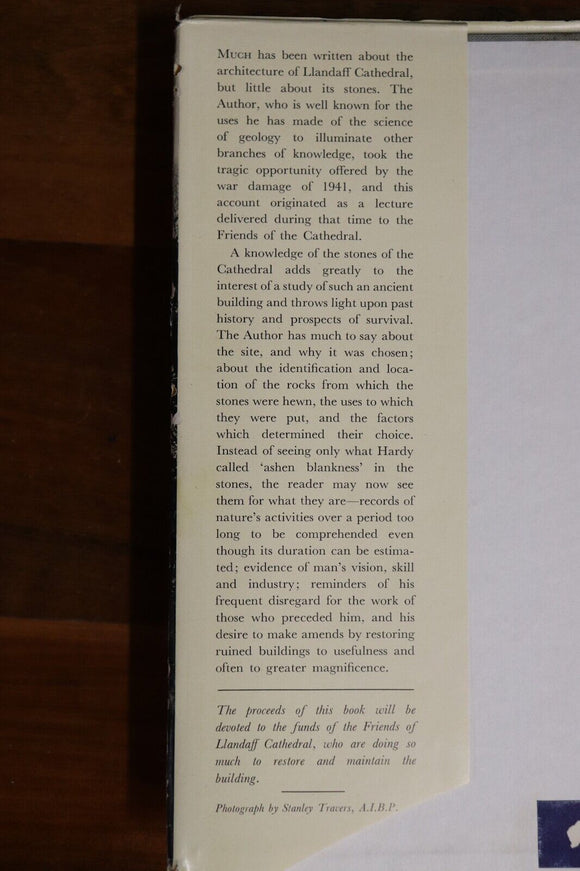 MUCH has been written about the
architecture of Llandaff Cathedral,
but little about its stones. The
Author, who is well known for the
uses he has made of the science
of geology to illuminate other
branches of knowledge, took the
tragic opportunity offered by the
war damage of 1941, and this
account originated as a lecture
delivered during that time to the
Friends of the Cathedral.
A knowledge of the stones of the
Cathedral adds greatly to the
interest of a study of such an ancient
building and throws light upon past
history and prospects of survival.
The Author has much to say about
the site, and why it was chosen;
about the identification and loca-
tion of the rocks from which the
stones were hewn, the uses to which
they were put, and the factors
which determined their choice.
Instead of seeing only what Hardy
called ‘ashen blankness’ in the
stones, the reader may now see
them for what they are—records of
nature’s activities over a period too
long to be comprehended even
though its duration can be estima-
ted; evidence of man’s vision, skill
and industry; reminders of his
frequent disregard for the work of
those who preceded him, and his
desire to make amends by restoring
ruined buildings to usefulness and
often to greater magnificence.
The proceeds of this book will be
devoted to the funds of the Friends of
Llandaff Cathedral, who are doing so
much to restore and maintain the
building.
Photograph by Stanley Travers, A.I.B.P.